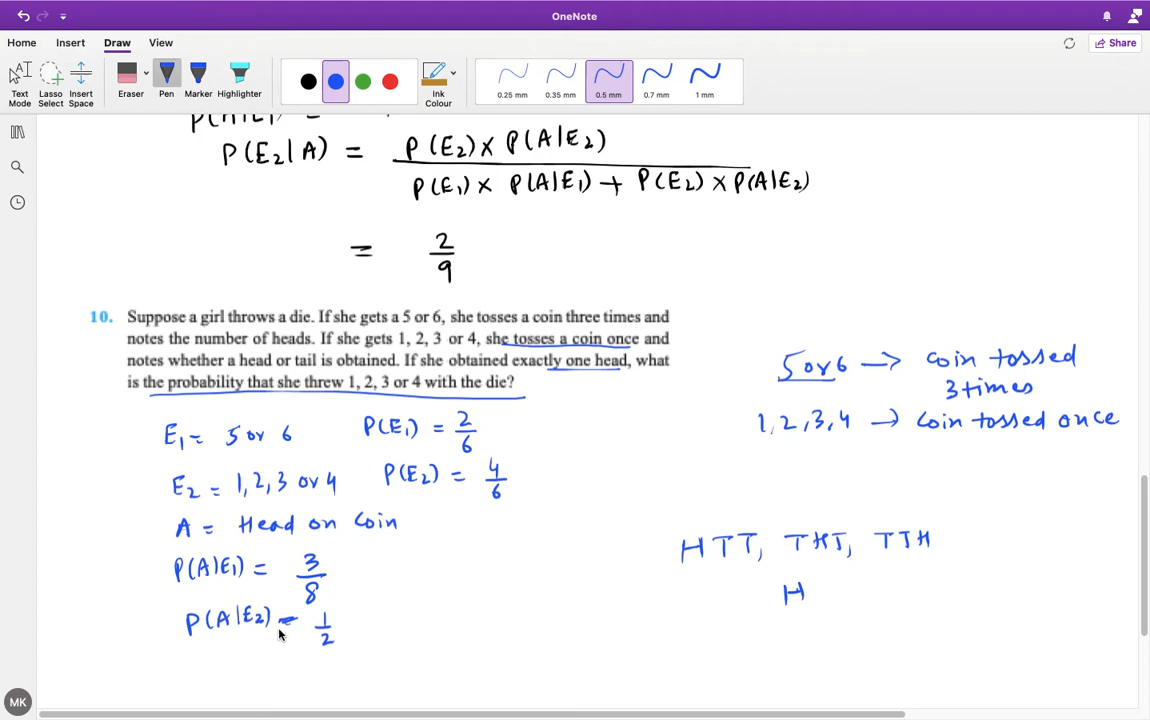 OneNote
Home Insert Draw View
Share
Text Mode
Lasso Select
Insert Space
Eraser
Pen
Marker
Highlighter
Ink Colour
0.25 mm
0.35 mm
0.5 mm
0.7 mm
1 mm
P(A|E1) =
P(E2|A) = P(E2) x P(A|E2)
P(E1) x P(A|E1) + P(E2) x P(A|E2)
= 2/9
10. Suppose a girl throws a die. If she gets a 5 or 6, she tosses a coin three times and
notes the number of heads. If she gets 1, 2, 3 or 4, she tosses a coin once and
notes whether a head or tail is obtained. If she obtained exactly one head, what
is the probability that she threw 1, 2, 3 or 4 with the die?
5 or 6 → coin tossed
3 times
1, 2, 3, 4 → coin tossed once
E1 = 5 or 6 P(E1) = 2/6
E2 = 1, 2, 3 or 4 P(E2) = 4/6
A = Head on coin
P(A|E1) = 3/8
P(A|E2) = 1/2
HTT, THT, TTH
H
MK